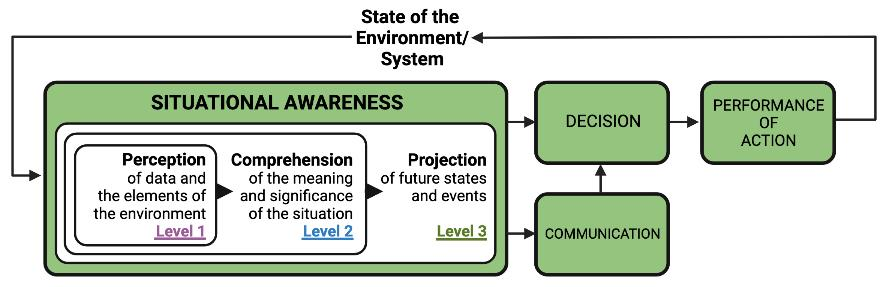 State of the
Environment/
System
SITUATIONAL AWARENESS
Perception
of data and
the elements of
the environment
Level 1
Comprehension
of the meaning
and significance
of the situation
Level 2
Projection
of future states
and events
Level 3
DECISION
COMMUNICATION
PERFORMANCE
OF
ACTION